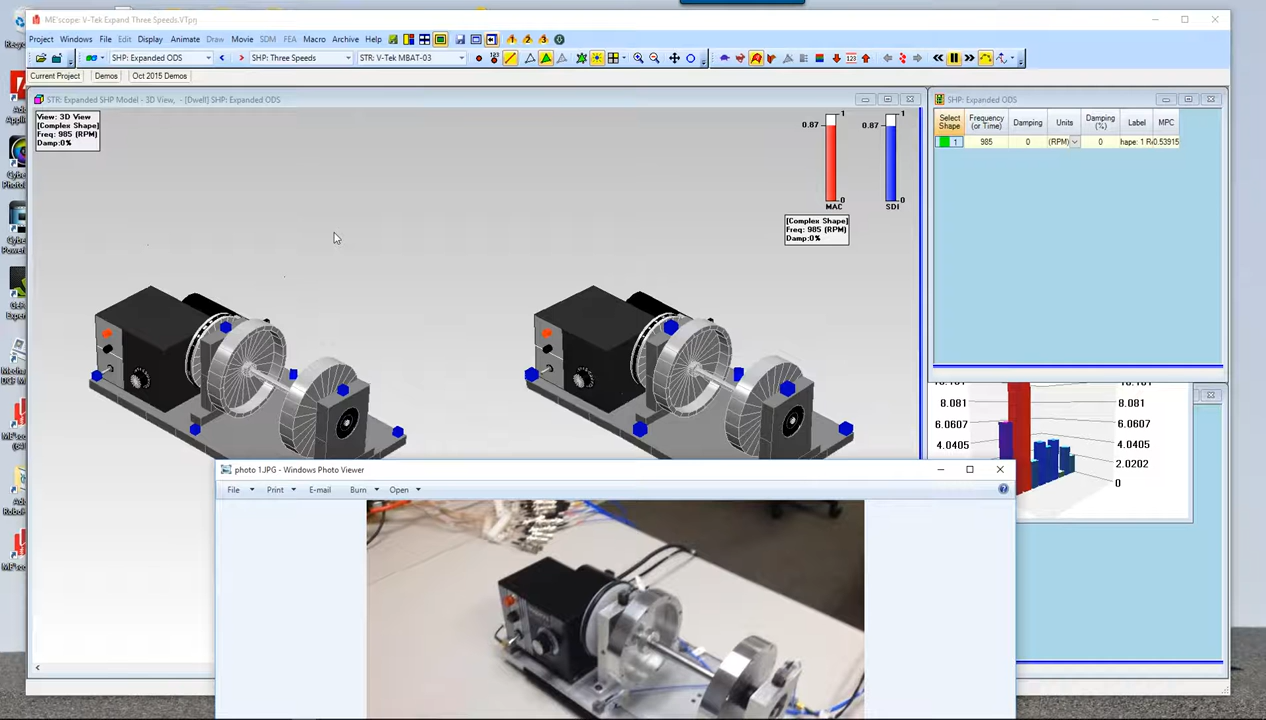 ME'scope: V-Tek Expand Three Speeds.VTprj
Project Windows File Edit Display Animate Draw Movie SDM FEA Macro Archive Help
SHP: Expanded ODS SHP: Three Speeds STR: V-Tek MBAT-03
Current Project Demos Oct 2015 Demos
STR: Expanded SHP Model - 3D View, - [Dwell] SHP: Expanded ODS
View: 3D View
[Complex Shape]
Freq: 985 (RPM)
Damp:0%
1
0.87
0
MAC
1
0.87
0
SDI
[Complex Shape]
Freq: 985 (RPM)
Damp:0%
SHP: Expanded ODS
Select Shape Frequency (or Time) Damping Units Damping (%) Label MPC
1 985 0 (RPM) 0 hape: 1 R 0.53915
8.081 8.081
6.0607 6.0607
4.0405 4.0405
2.0202
0
photo 1.JPG - Windows Photo Viewer
File Print E-mail Burn Open